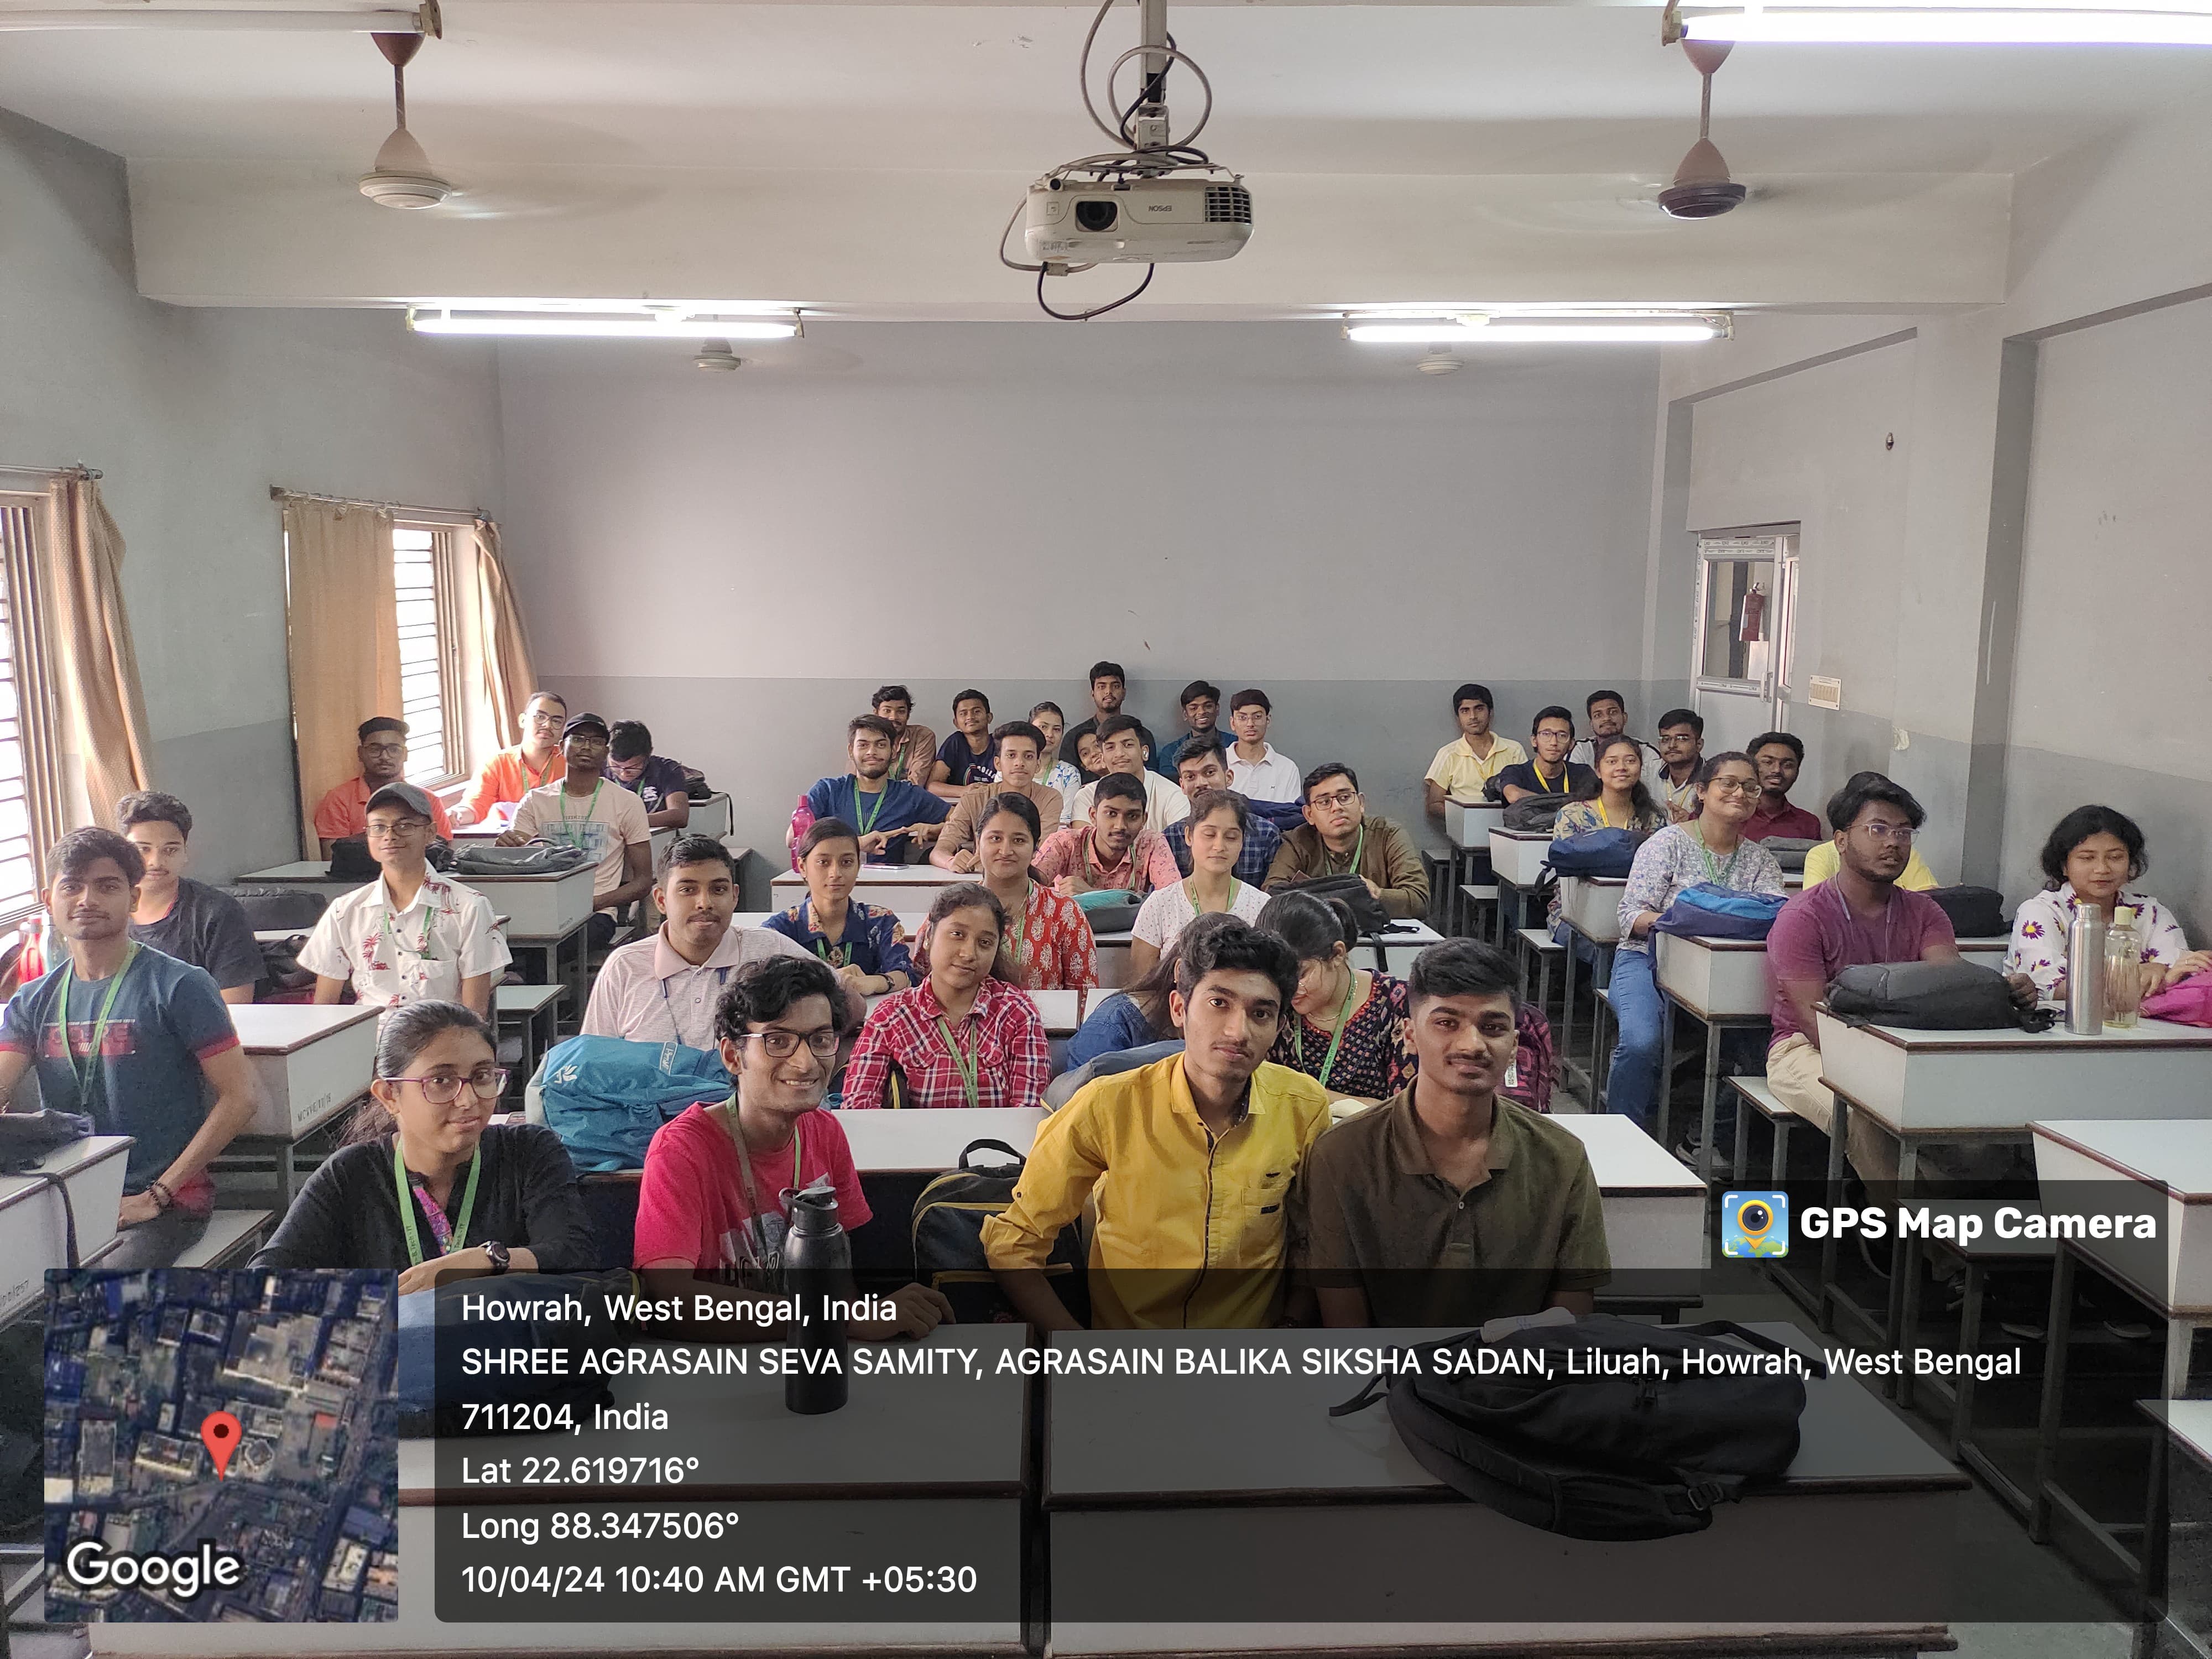 EPSON
GPS Map Camera
Howrah, West Bengal, India
SHREE AGRASAIN SEVA SAMITY, AGRASAIN BALIKA SIKSHA SADAN, Liluah, Howrah, West Bengal
711204, India
Lat 22.619716°
Long 88.347506°
10/04/24 10:40 AM GMT +05:30
Google